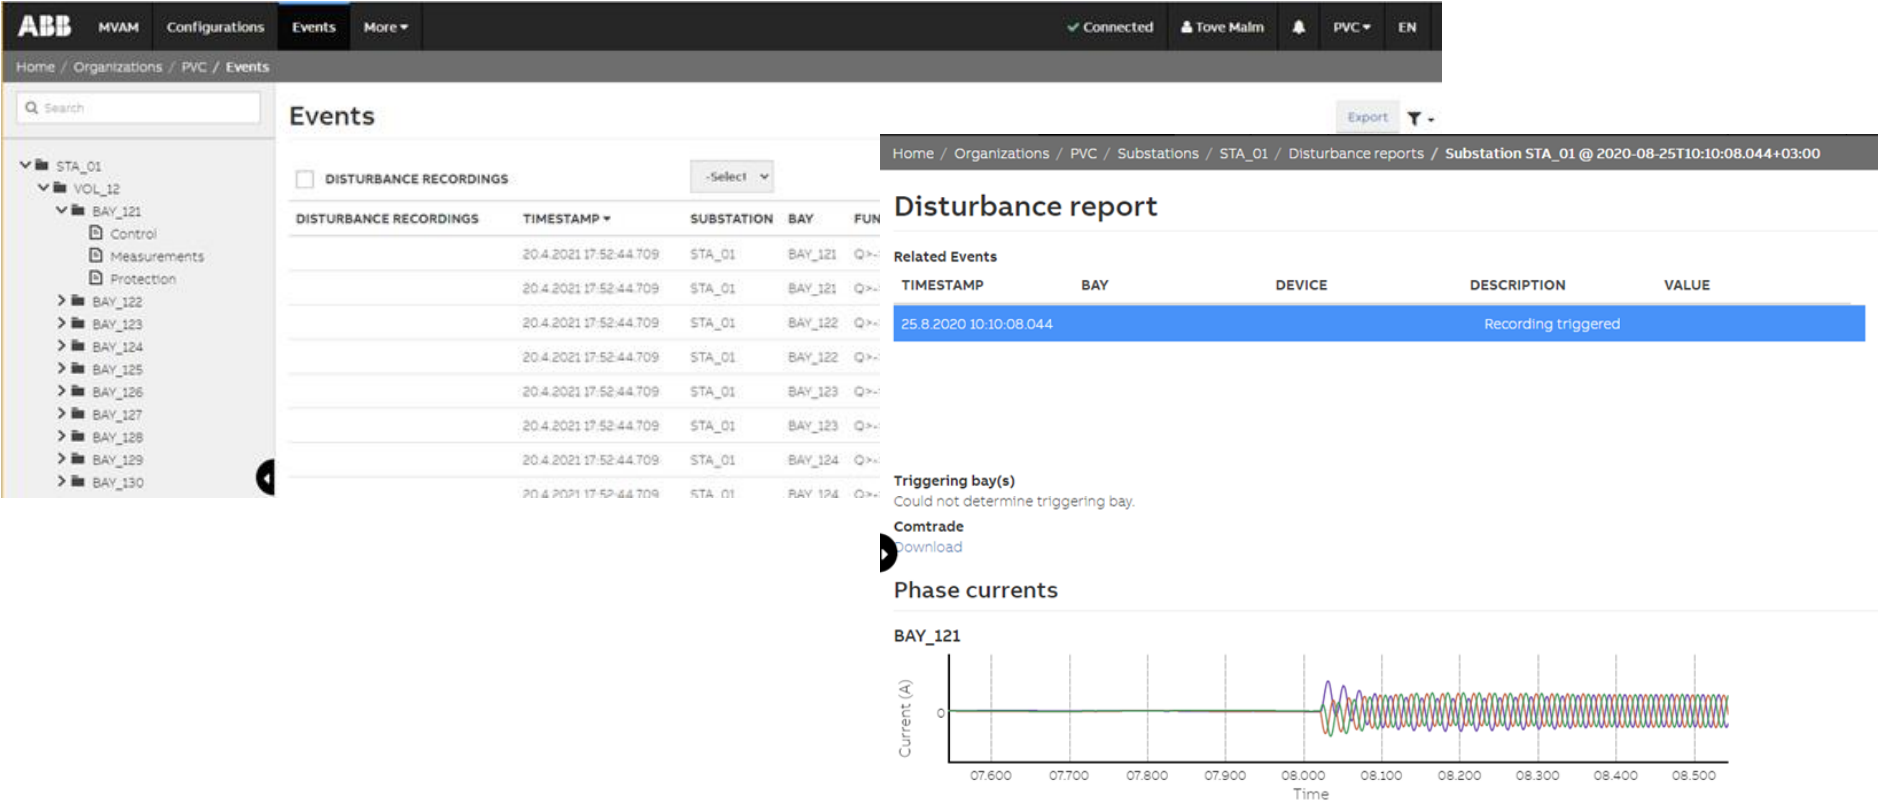 ABB MVAM Configurations Events More Connected Tove Malm PVC EN
Home / Organizations / PVC / Events
Search
STA_01
VOL_12
BAY_121
Control
Measurements
Protection
BAY_122
BAY_123
BAY_124
BAY_125
BAY_126
BAY_127
BAY_128
BAY_129
BAY_130
Events
Export
DISTURBANCE RECORDINGS -Select
DISTURBANCE RECORDINGS TIMESTAMP SUBSTATION BAY FUN
20.4.2021 17:52:44.709 STA_01 BAY_121 Q>-
20.4.2021 17:52:44.709 STA_01 BAY_121 Q>-
20.4.2021 17:52:44.709 STA_01 BAY_122 Q>-
20.4.2021 17:52:44.709 STA_01 BAY_122 Q>-
20.4.2021 17:52:44.709 STA_01 BAY_123 Q>-
20.4.2021 17:52:44.709 STA_01 BAY_123 Q>-
20.4.2021 17:52:44.709 STA_01 BAY_124 Q>-
20.4.2021 17:52:44.709 STA_01 BAY_124 Q>-
Home / Organizations / PVC / Substations / STA_01 / Disturbance reports / Substation STA_01 @ 2020-08-25T10:10:08.044+03:00
Disturbance report
Related Events
TIMESTAMP BAY DEVICE DESCRIPTION VALUE
25.8.2020 10:10:08.044 Recording triggered
Triggering bay(s)
Could not determine triggering bay.
Comtrade
Download
Phase currents
BAY_121
Current (A)
0
07.600 07.700 07.800 07.900 08.000 08.100 08.200 08.300 08.400 08.500
Time